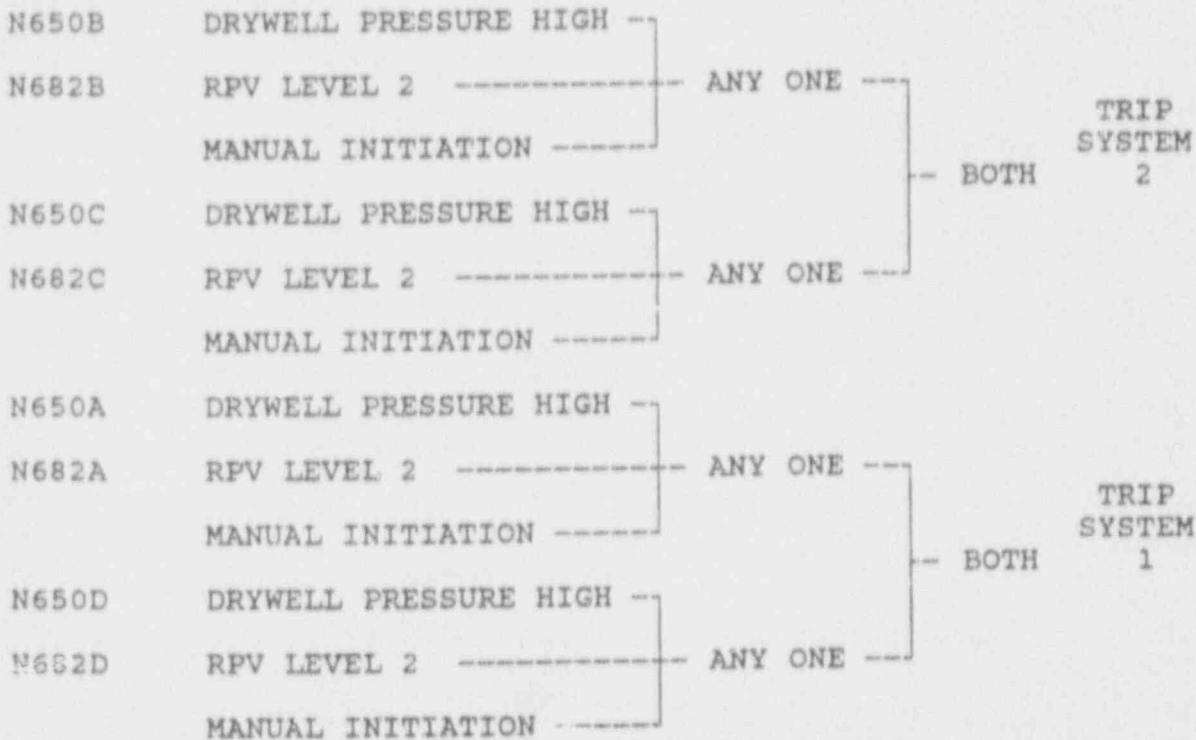 N650B DRYWELL PRESSURE HIGH
N682B RPV LEVEL 2 ANY ONE
MANUAL INITIATION
TRIP SYSTEM 2
BOTH
N650C DRYWELL PRESSURE HIGH
N682C RPV LEVEL 2 ANY ONE
MANUAL INITIATION
N650A DRYWELL PRESSURE HIGH
N682A RPV LEVEL 2 ANY ONE
MANUAL INITIATION
TRIP SYSTEM 1
BOTH
N650D DRYWELL PRESSURE HIGH
N682D RPV LEVEL 2 ANY ONE
MANUAL INITIATION